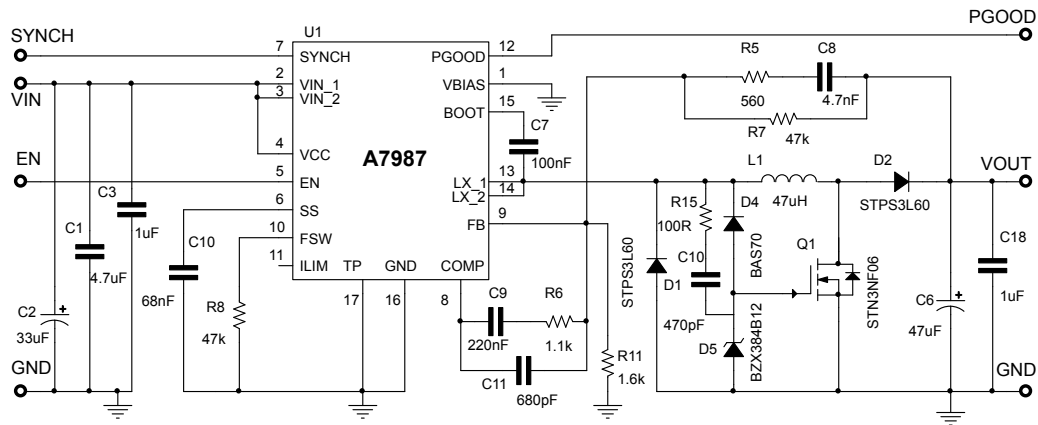 PGOOD
U1
SYNCH
7
SYNCH
PGOOD
12
R5
C8
VIN
2
VIN_1
3
VIN_2
VBIAS
1
560
4.7nF
BOOT
15
R7
47k
C7
100nF
4
VCC
A7987
EN
5
EN
LX_1
13
LX_2
14
L1
47uH
D2
STPS3L60
VOUT
C3
1uF
6
SS
FB
9
R15
100R
D4
BAS70
C1
4.7uF
C10
68nF
10
FSW
11
ILIM
TP
GND
COMP
17
16
8
STPS3L60
D1
C10
470pF
Q1
STN3NF06
C18
1uF
C2
33uF
R8
47k
C9
220nF
R6
1.1k
C6
47uF
D5
BZX384B12
GND
C11
680pF
R11
1.6k
GND